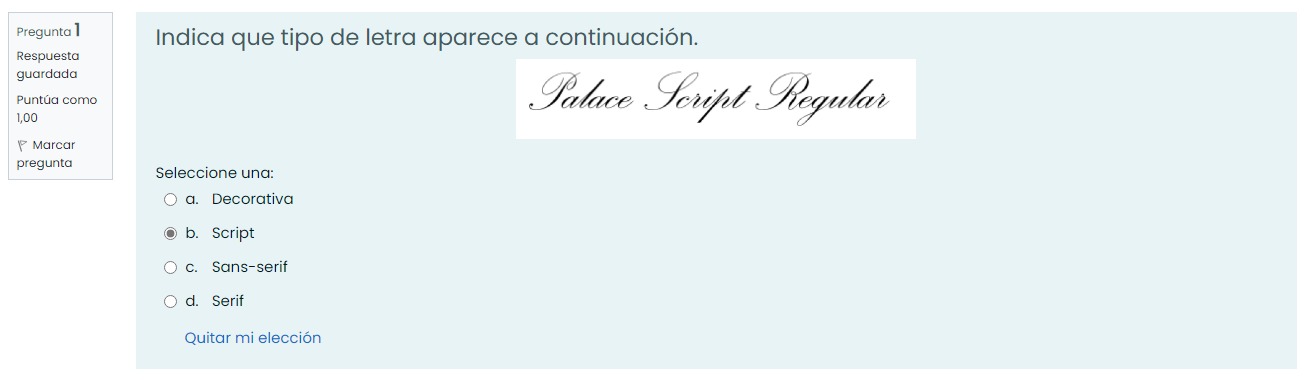 Pregunta 1
Respuesta
guardada
Puntúa como
1,00
Marcar
pregunta
Indica que tipo de letra aparece a continuación.
Palace Script Regular
Seleccione una:
a. Decorativa
b. Script
c. Sans-serif
d. Serif
Quitar mi elección